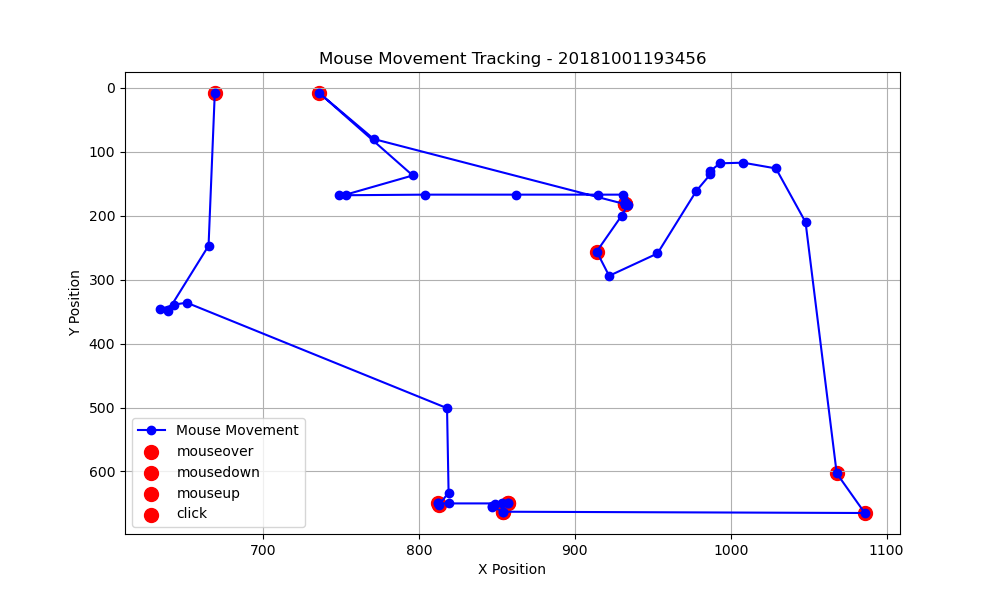 Mouse Movement Tracking - 20181001193456
0
100
200
300
400
500
600
Y Position
Mouse Movement
mouseover
mousedown
mouseup
click
700
800
900
1000
1100
X Position